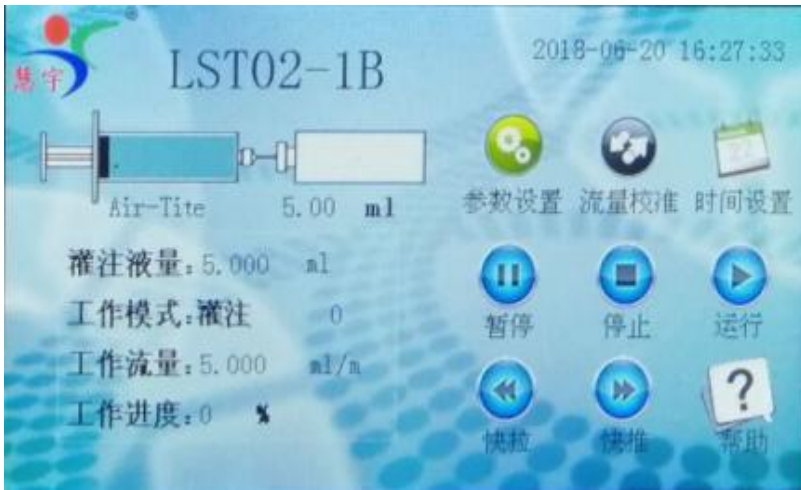 慧宇
®
LST02-1B
2018-06-20 16:27:33
Air-Tite 5.00 ml
参数设置 流量校准 时间设置
灌注液量:5.000 ml
工作模式:灌注 0
工作流量:5.000 ml/m
工作进度:0 %
暂停 停止 运行
快拉 快推 帮助